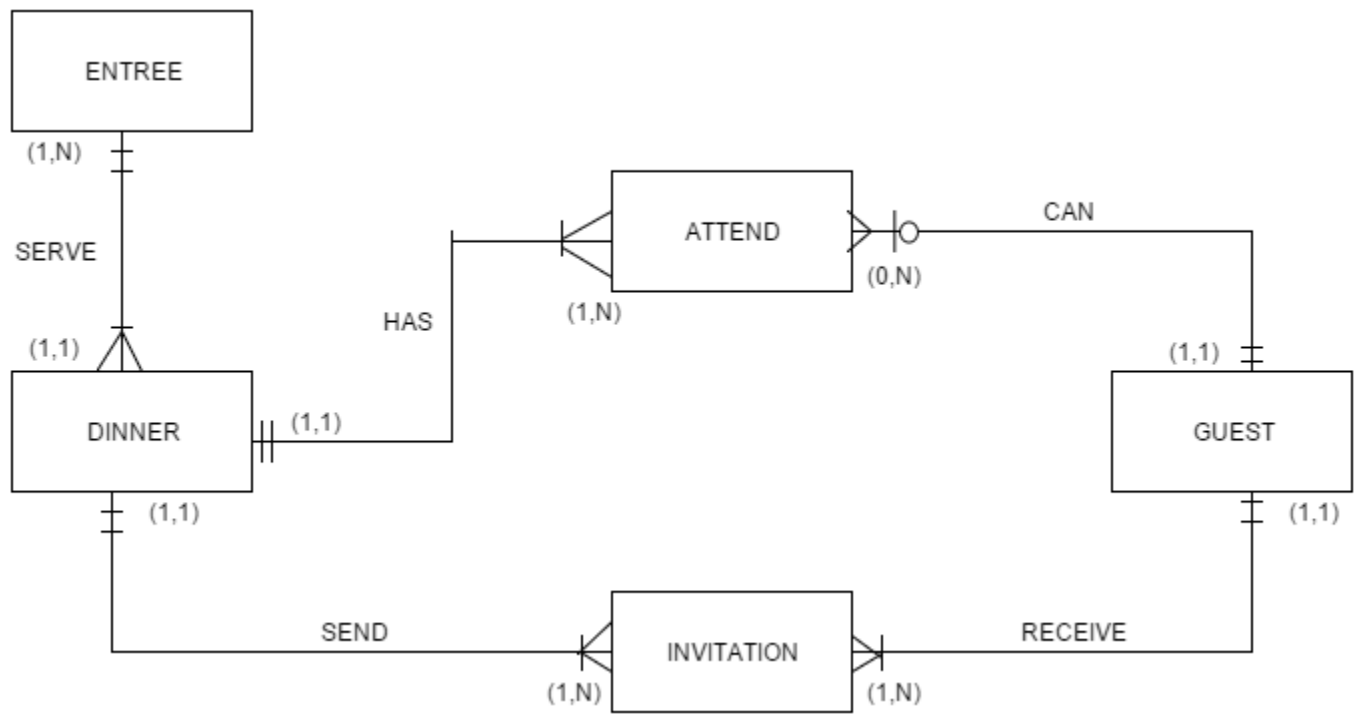 ENTREE
(1,N)
SERVE
(1,1)
DINNER
(1,1)
(1,1)
HAS
(1,N)
ATTEND
(0,N)
CAN
(1,1)
GUEST
(1,1)
SEND
(1,N)
INVITATION
(1,N)
RECEIVE